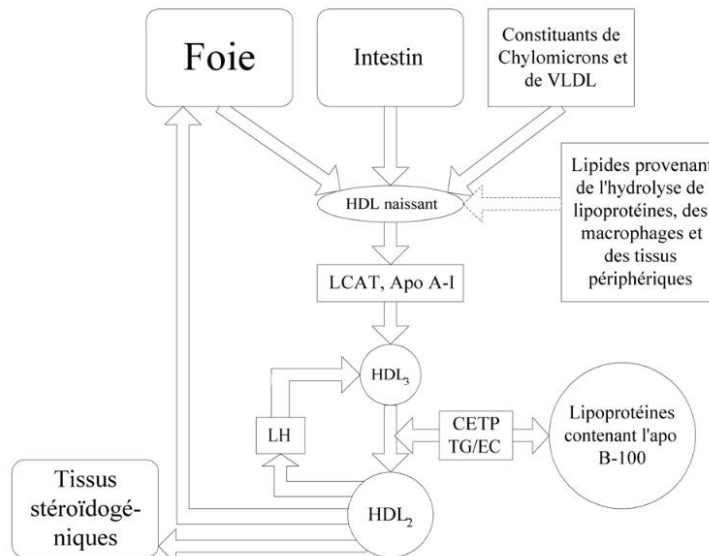 Foie
Intestin
Constituants de
Chylomicrons et
de VLDL
HDL naissant
Lipides provenant
de l'hydrolyse de
lipoprotéines, des
macrophages et
des tissus
périphériques
LCAT, Apo A-I
HDL3
LH
CETP
TG/EC
Lipoprotéines
contenant l'apo
B-100
Tissus
stéroïdogé-
niques
HDL2